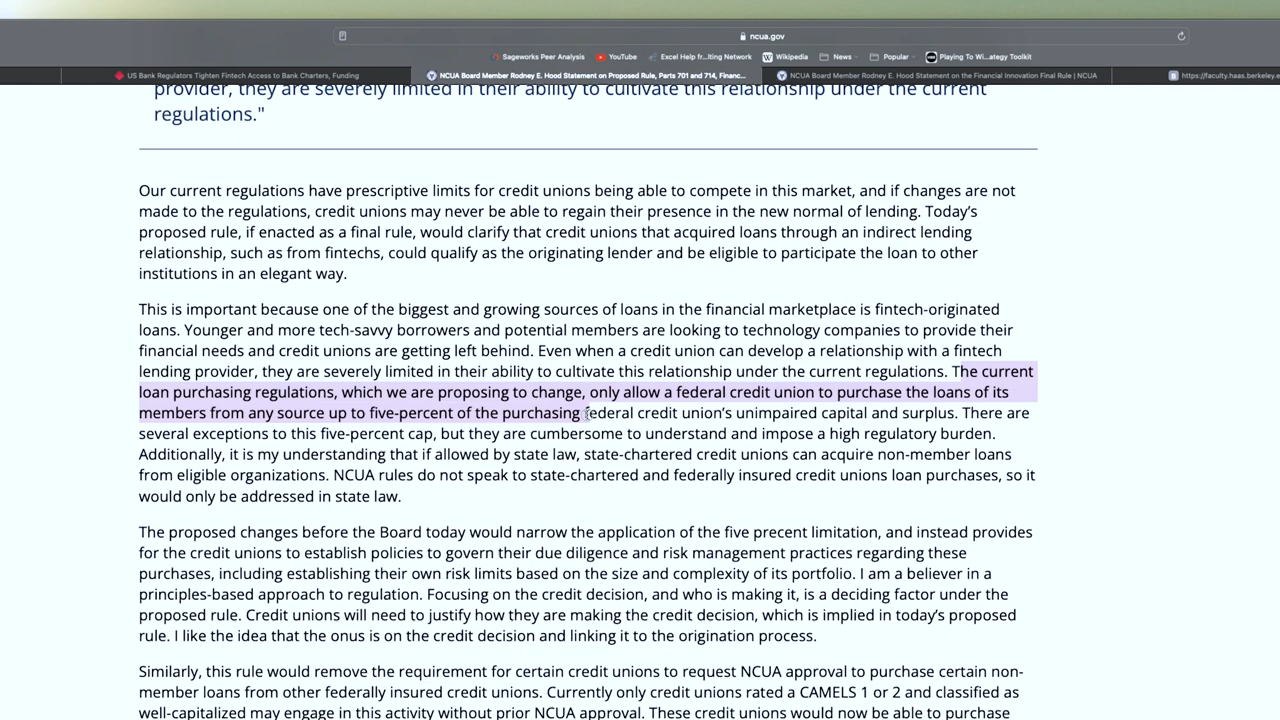 ncua.gov
Sageworks Peer Analysis YouTube Excel Help fr...lting Network Wikipedia News Popular Playing To Wi...ategy Toolkit
US Bank Regulators Tighten Fintech Access to Bank Charters, Funding NCUA Board Member Rodney E. Hood Statement on Proposed Rule, Parts 701 and 714, Financ... NCUA Board Member Rodney E. Hood Statement on the Financial Innovation Final Rule | NCUA https://faculty.haas.berkeley.e
provider, they are severely limited in their ability to cultivate this relationship under the current
regulations."
Our current regulations have prescriptive limits for credit unions being able to compete in this market, and if changes are not
made to the regulations, credit unions may never be able to regain their presence in the new normal of lending. Today's
proposed rule, if enacted as a final rule, would clarify that credit unions that acquired loans through an indirect lending
relationship, such as from fintechs, could qualify as the originating lender and be eligible to participate the loan to other
institutions in an elegant way.
This is important because one of the biggest and growing sources of loans in the financial marketplace is fintech-originated
loans. Younger and more tech-savvy borrowers and potential members are looking to technology companies to provide their
financial needs and credit unions are getting left behind. Even when a credit union can develop a relationship with a fintech
lending provider, they are severely limited in their ability to cultivate this relationship under the current regulations. The current
loan purchasing regulations, which we are proposing to change, only allow a federal credit union to purchase the loans of its
members from any source up to five-percent of the purchasing federal credit union's unimpaired capital and surplus. There are
several exceptions to this five-percent cap, but they are cumbersome to understand and impose a high regulatory burden.
Additionally, it is my understanding that if allowed by state law, state-chartered credit unions can acquire non-member loans
from eligible organizations. NCUA rules do not speak to state-chartered and federally insured credit unions loan purchases, so it
would only be addressed in state law.
The proposed changes before the Board today would narrow the application of the five precent limitation, and instead provides
for the credit unions to establish policies to govern their due diligence and risk management practices regarding these
purchases, including establishing their own risk limits based on the size and complexity of its portfolio. I am a believer in a
principles-based approach to regulation. Focusing on the credit decision, and who is making it, is a deciding factor under the
proposed rule. Credit unions will need to justify how they are making the credit decision, which is implied in today's proposed
rule. I like the idea that the onus is on the credit decision and linking it to the origination process.
Similarly, this rule would remove the requirement for certain credit unions to request NCUA approval to purchase certain non-
member loans from other federally insured credit unions. Currently only credit unions rated a CAMELS 1 or 2 and classified as
well-capitalized may engage in this activity without prior NCUA approval. These credit unions would now be able to purchase